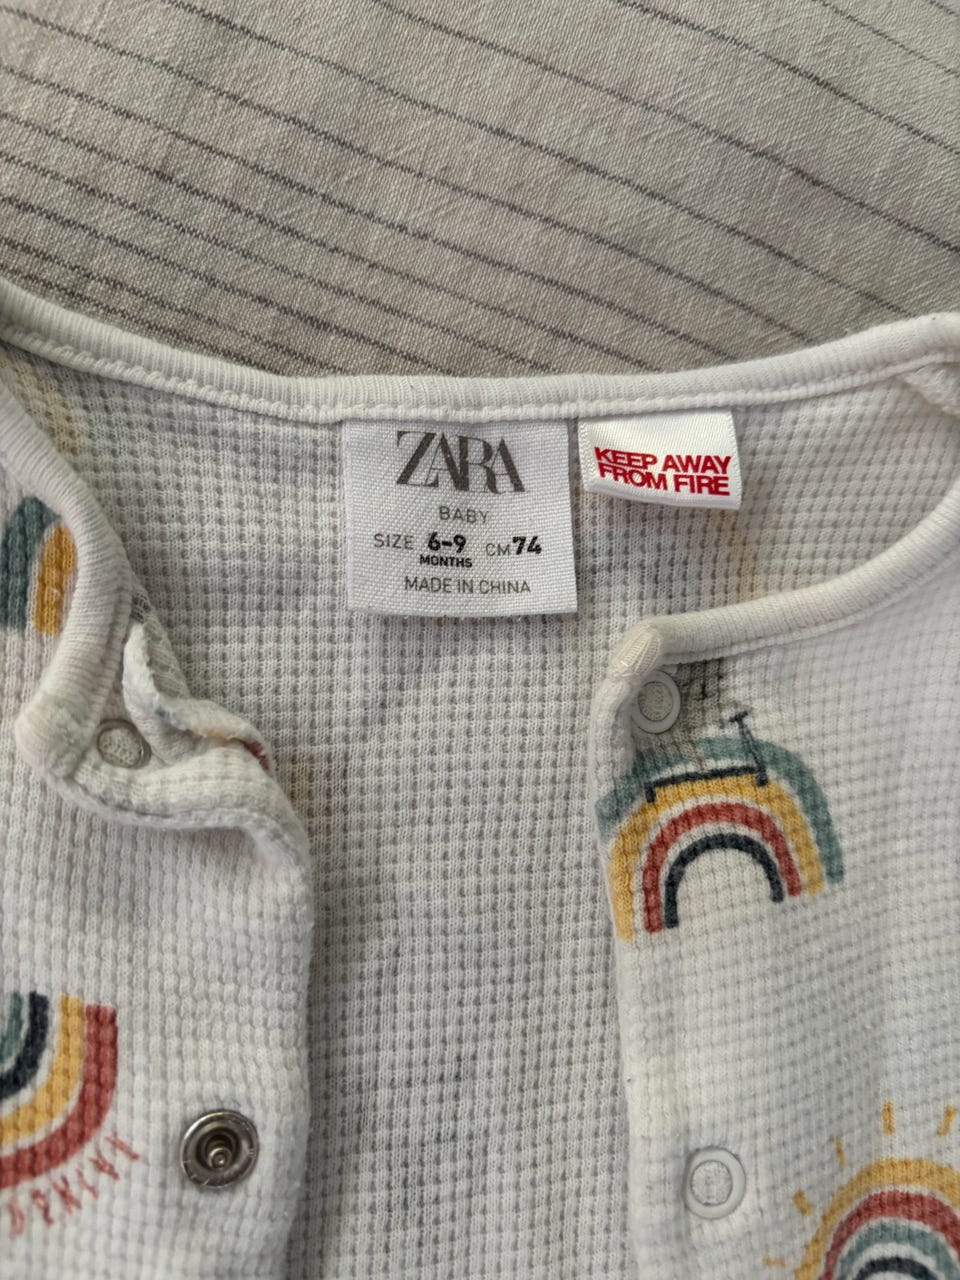 ZARA
BABY
SIZE 6-9 CM 74
MONTHS
MADE IN CHINA
KEEP AWAY
FROM FIRE